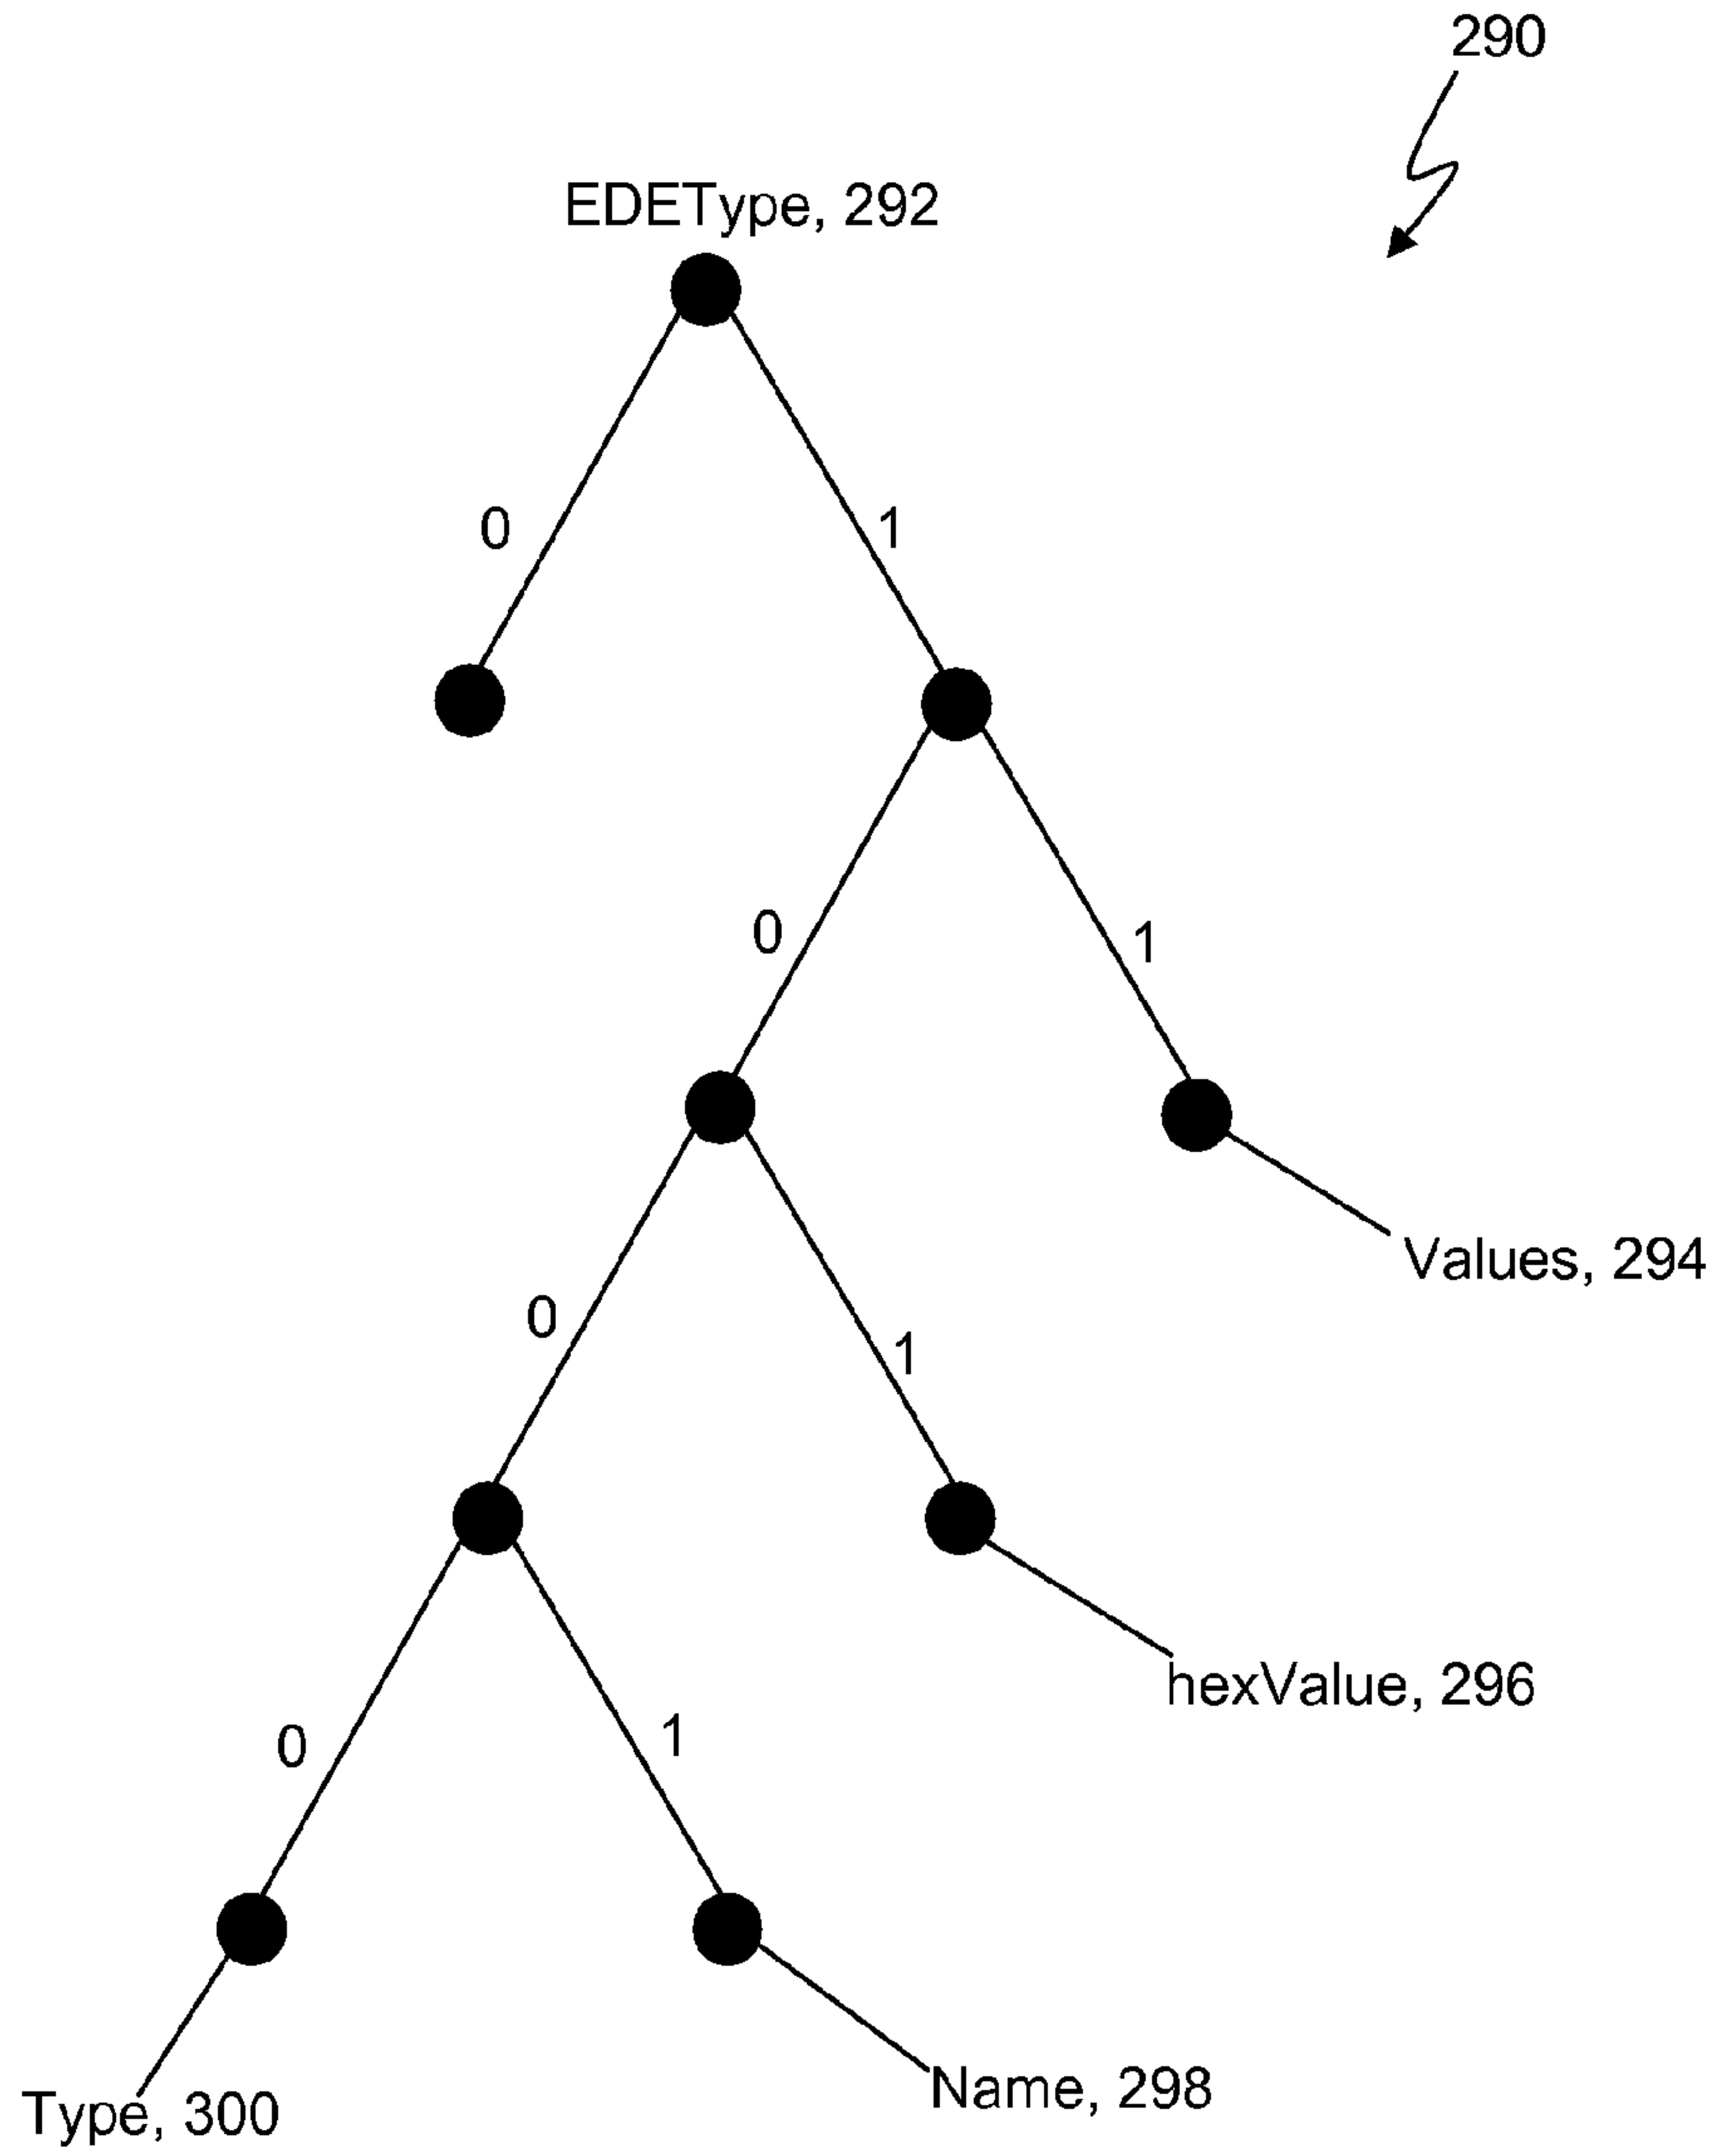 290
EDEType, 292
0
1
0
1
Values, 294
0
1
hexValue, 296
0
1
Name, 298
Type, 300